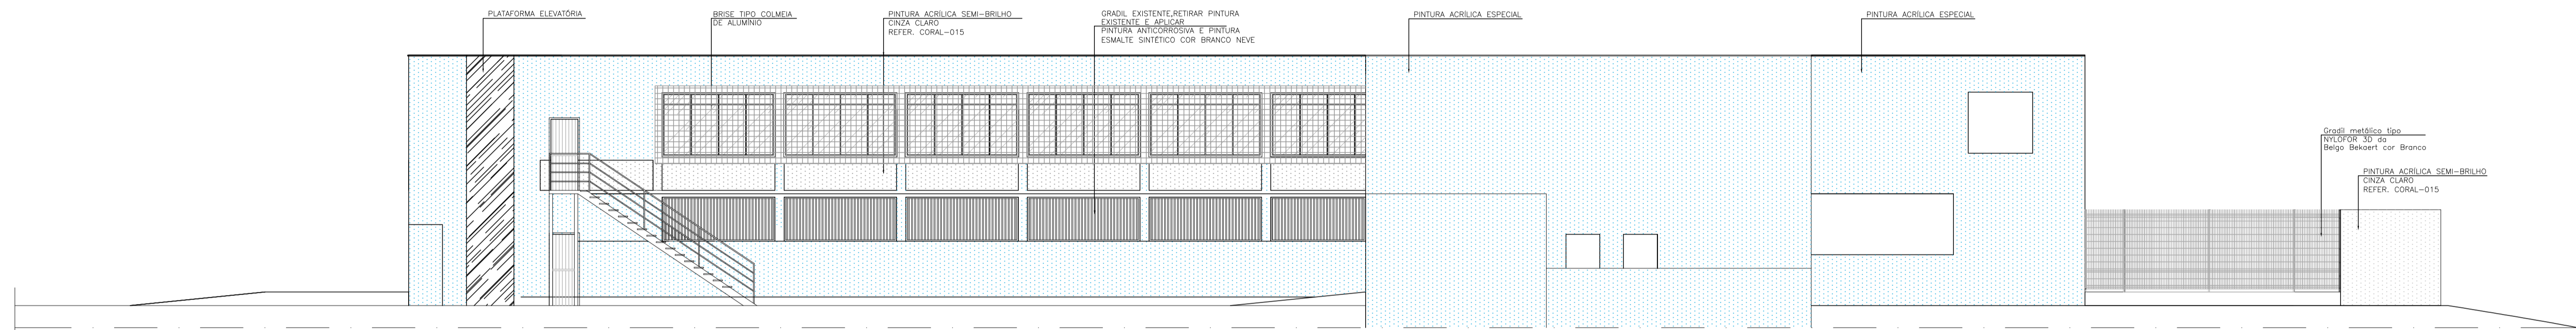 PLATAFORMA ELEVATÓRIA
BRISE TIPO COLMEIA
DE ALUMÍNIO
PINTURA ACRÍLICA SEMI-BRILHO
CINZA CLARO
REFER. CORAL-015
GRADIL EXISTENTE,RETIRAR PINTURA
EXISTENTE E APLICAR
PINTURA ANTICORROSIVA E PINTURA
ESMALTE SINTÉTICO COR BRANCO NEVE
PINTURA ACRÍLICA ESPECIAL
PINTURA ACRÍLICA ESPECIAL
Gradil metálico tipo
NYLOFOR 3D da
Belgo Bekaert cor Branco
PINTURA ACRÍLICA SEMI-BRILHO
CINZA CLARO
REFER. CORAL-015